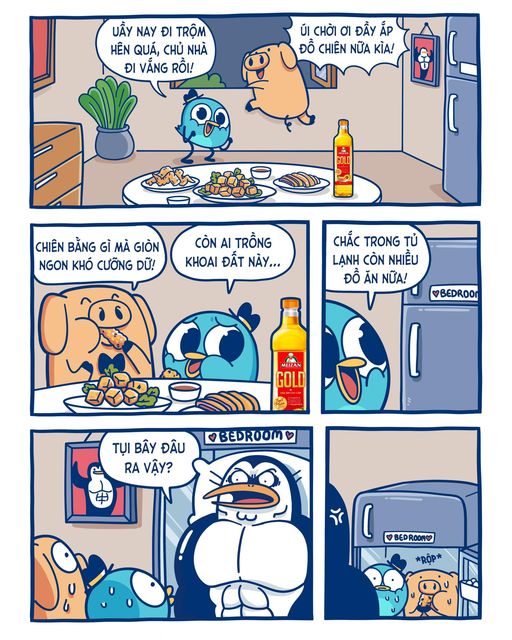 UẦY NAY ĐI TRỘM
HÊN QUÁ, CHỦ NHÀ
ĐI VẮNG RỒI!
ÚI CHỜI ƠI ĐẦY ẮP
ĐỒ CHIÊN NỮA KÌA!
MEIZAN
GOLD
CHIÊN BẰNG GÌ MÀ GIÒN
NGON KHÓ CƯỠNG DỮ!
CÒN AI TRỒNG
KHOAI ĐẤT NÀY...
MEIZAN
GOLD
CHẮC TRONG TỦ
LẠNH CÒN NHIỀU
ĐỒ ĂN NỮA!
BEDROOM
BEDROOM
TỤI BÂY ĐÂU
RA VẬY?
BEDROOM
*RỘP*